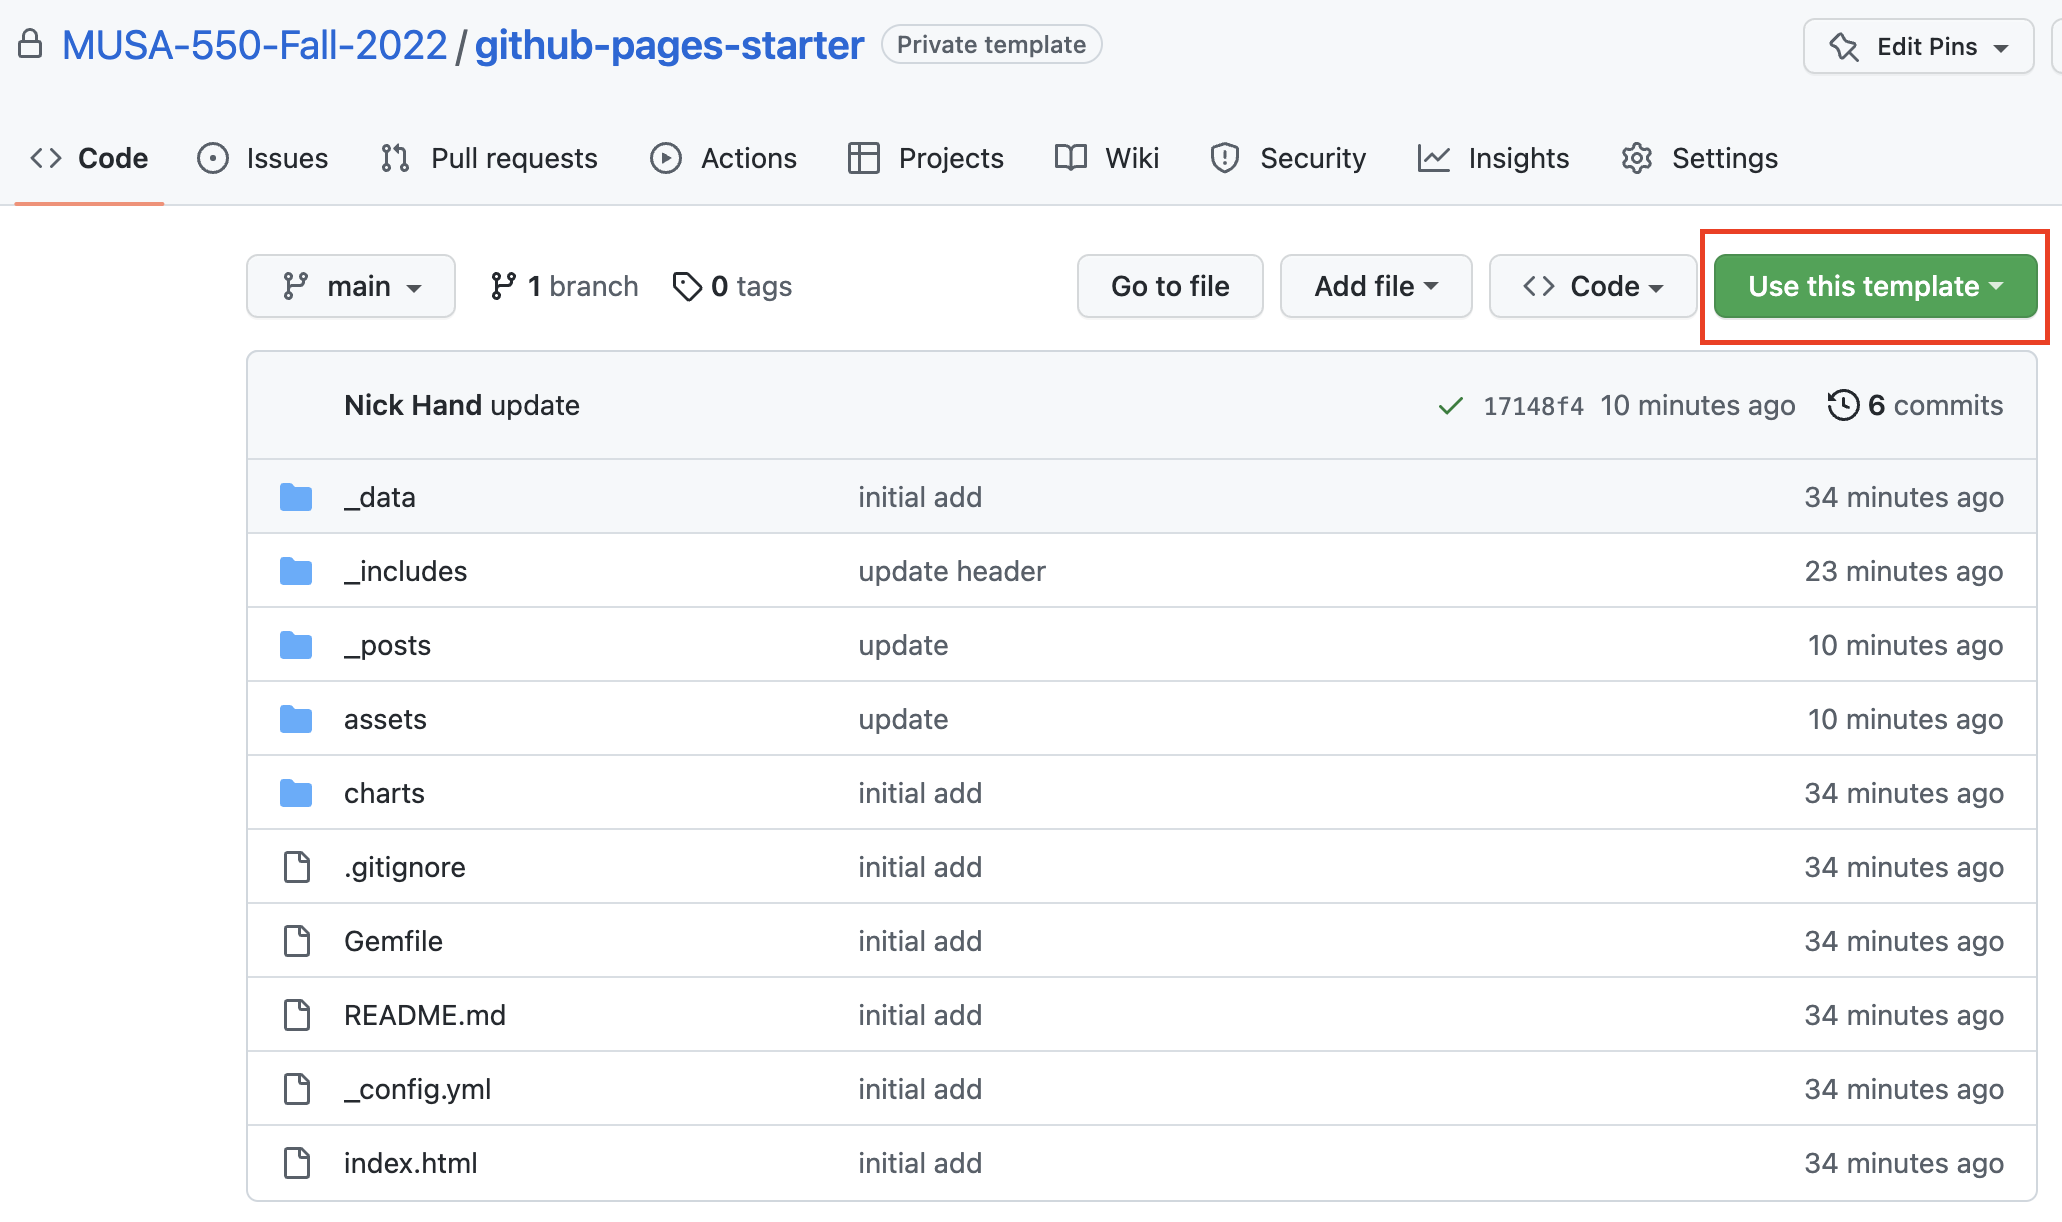 MUSA-550-Fall-2022 / github-pages-starter Private template Edit Pins
Code Issues Pull requests Actions Projects Wiki Security Insights Settings
main 1 branch 0 tags Go to file Add file Code Use this template
Nick Hand update 17148f4 10 minutes ago 6 commits
_data initial add 34 minutes ago
_includes update header 23 minutes ago
_posts update 10 minutes ago
assets update 10 minutes ago
charts initial add 34 minutes ago
.gitignore initial add 34 minutes ago
Gemfile initial add 34 minutes ago
README.md initial add 34 minutes ago
_config.yml initial add 34 minutes ago
index.html initial add 34 minutes ago